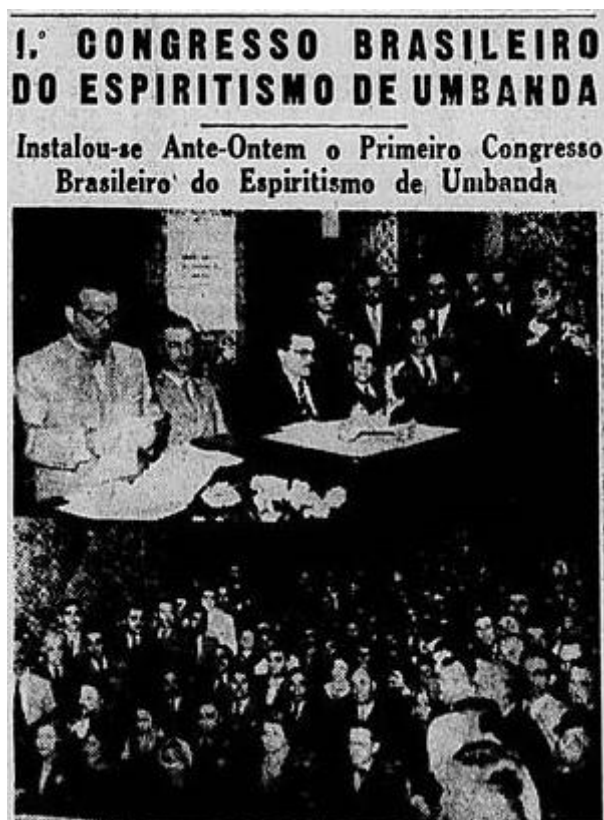 1.º CONGRESSO BRASILEIRO
DO ESPIRITISMO DE UMBANDA
Instalou-se Ante-Ontem o Primeiro Congresso
Brasileiro do Espiritismo de Umbanda